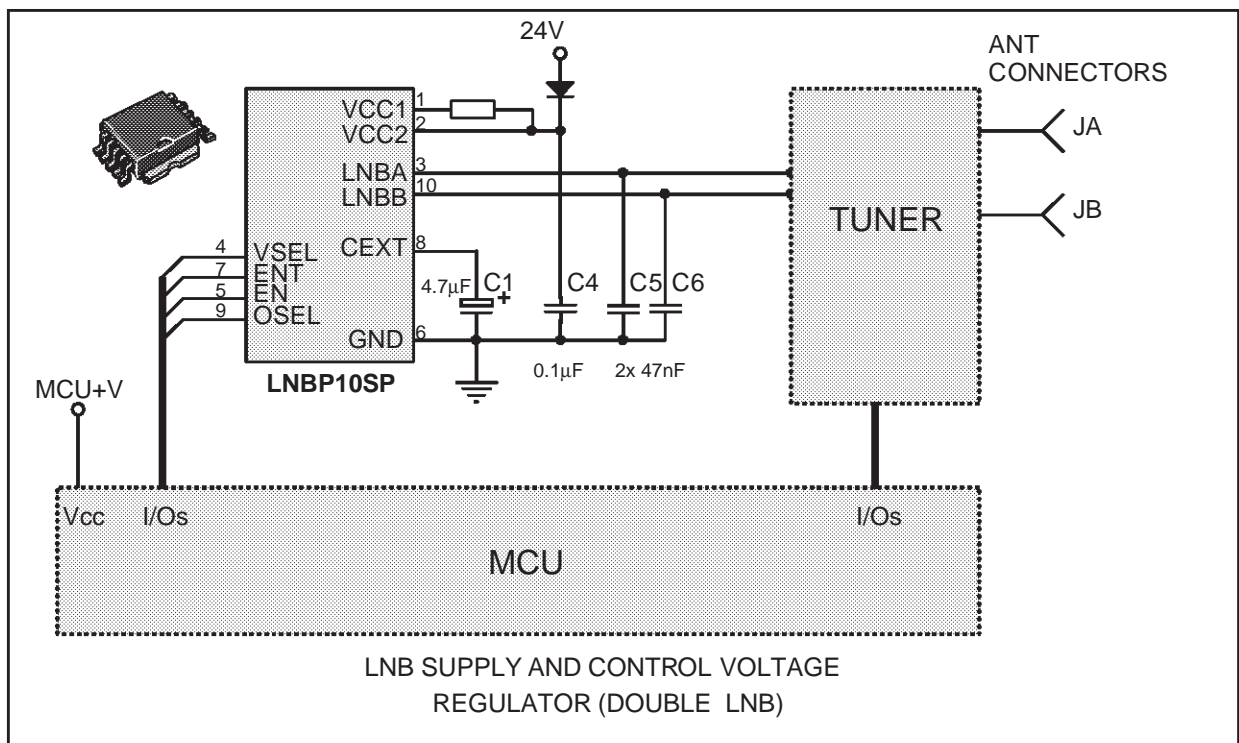 24V
ANT
CONNECTORS
VCC1 1
VCC2 2
LNBA 3
LNBB 10
JA
JB
TUNER
4 VSEL
7 ENT
5 EN
9 OSEL
CEXT 8
4.7μF C1 +
C4 C5 C6
GND 6
0.1μF 2x 47nF
LNBP10SP
MCU+V
Vcc I/Os I/Os
MCU
LNB SUPPLY AND CONTROL VOLTAGE
REGULATOR (DOUBLE LNB)